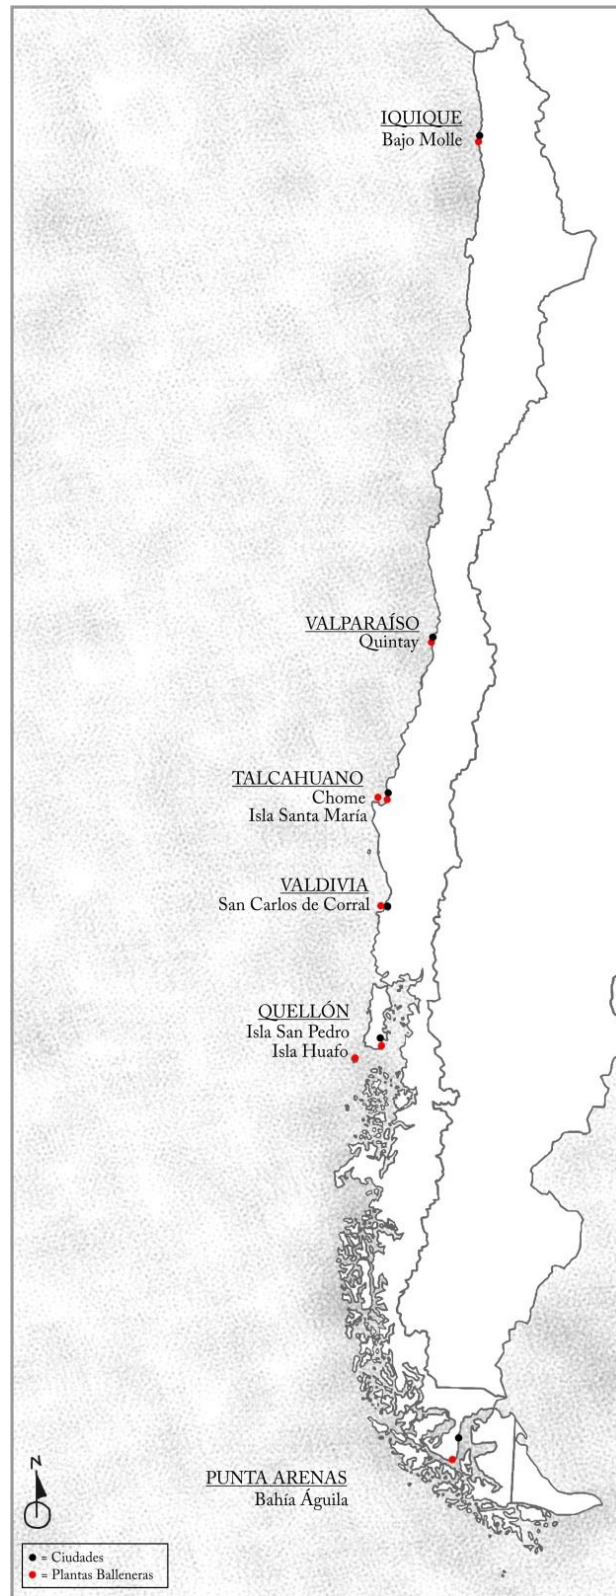 IQUIQUE
Bajo Molle
VALPARAÍSO
Quintay
TALCAHUANO
Chome
Isla Santa María
VALDIVIA
San Carlos de Corral
QUELLÓN
Isla San Pedro
Isla Huafo
PUNTA ARENAS
Bahía Águila
N
= Ciudades
= Plantas Balleneras